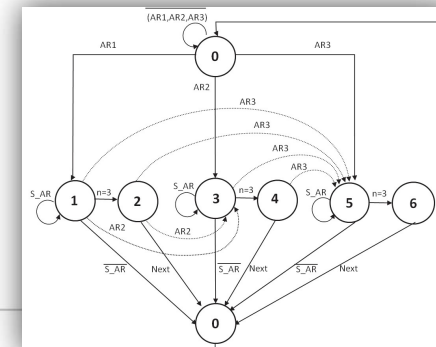 (AR1,AR2,AR3)
0
AR1
AR3
AR2
AR3
AR3
AR3
AR3
S_AR
1
n=3
2
S_AR
3
n=3
4
S_AR
5
n=3
6
AR2
AR2
S_AR
Next
S_AR
Next
S_AR
Next
0